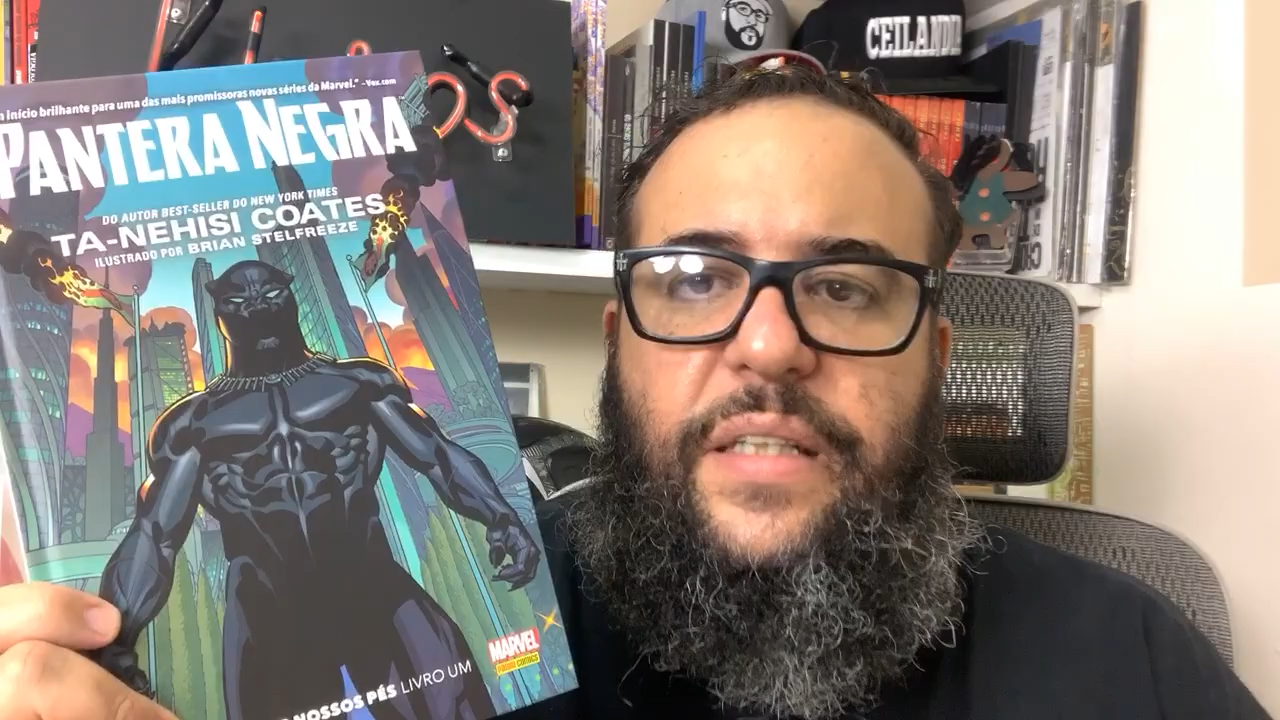 início brilhante para uma das mais promissoras novas séries da Marvel." - Vox.com
PANTERA NEGRA
DO AUTOR BEST-SELLER DO NEW YORK TIMES
TA-NEHISI COATES
ILUSTRADO POR BRIAN STELFREEZE
NOSSOS PÉS LIVRO UM
MARVEL
PANINI COMICS
CEILANDIA